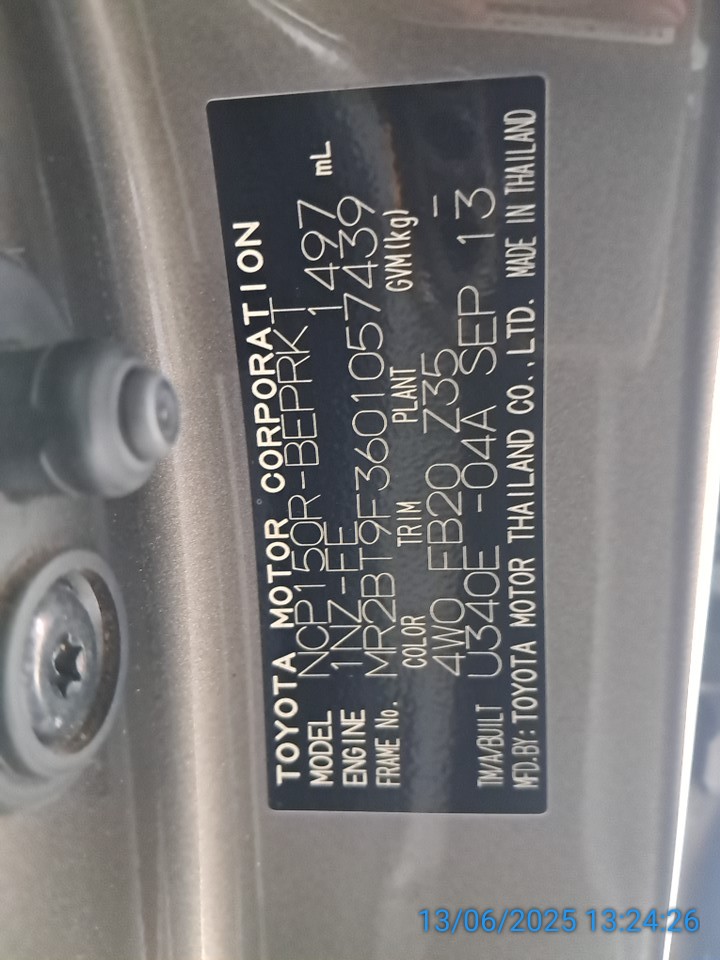 TOYOTA MOTOR CORPORATION
MODEL NCP150R-BEPRKT
ENGINE 1NZ-FE 1497 mL
FRAME No. MR2BT9F3601057439
COLOR TRIM PLANT GVM(kg)
4W0 FB20 Z35 —
TM/A/BUILT U340E -04A SEP 13
MFD.BY: TOYOTA MOTOR THAILAND CO.,LTD. MADE IN THAILAND
13/06/2025 13:24:26